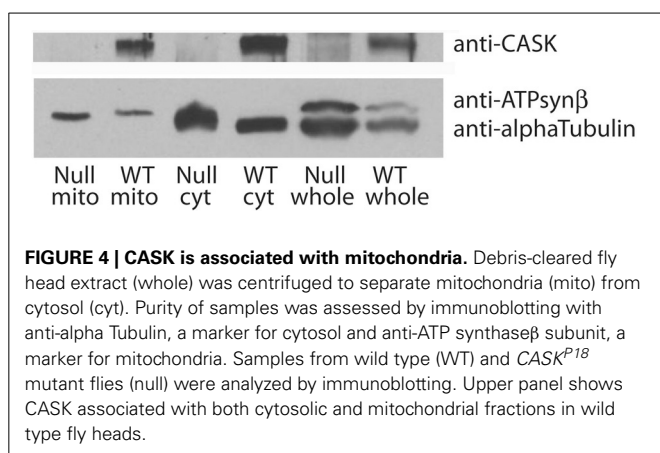 anti-CASK
anti-ATPsynβ
anti-alphaTubulin
Null WT Null WT Null WT
mito mito cyt cyt whole whole
FIGURE 4 | CASK is associated with mitochondria. Debris-cleared fly
head extract (whole) was centrifuged to separate mitochondria (mito) from
cytosol (cyt). Purity of samples was assessed by immunoblotting with
anti-alpha Tubulin, a marker for cytosol and anti-ATP synthaseβ subunit, a
marker for mitochondria. Samples from wild type (WT) and CASKP18
mutant flies (null) were analyzed by immunoblotting. Upper panel shows
CASK associated with both cytosolic and mitochondrial fractions in wild
type fly heads.